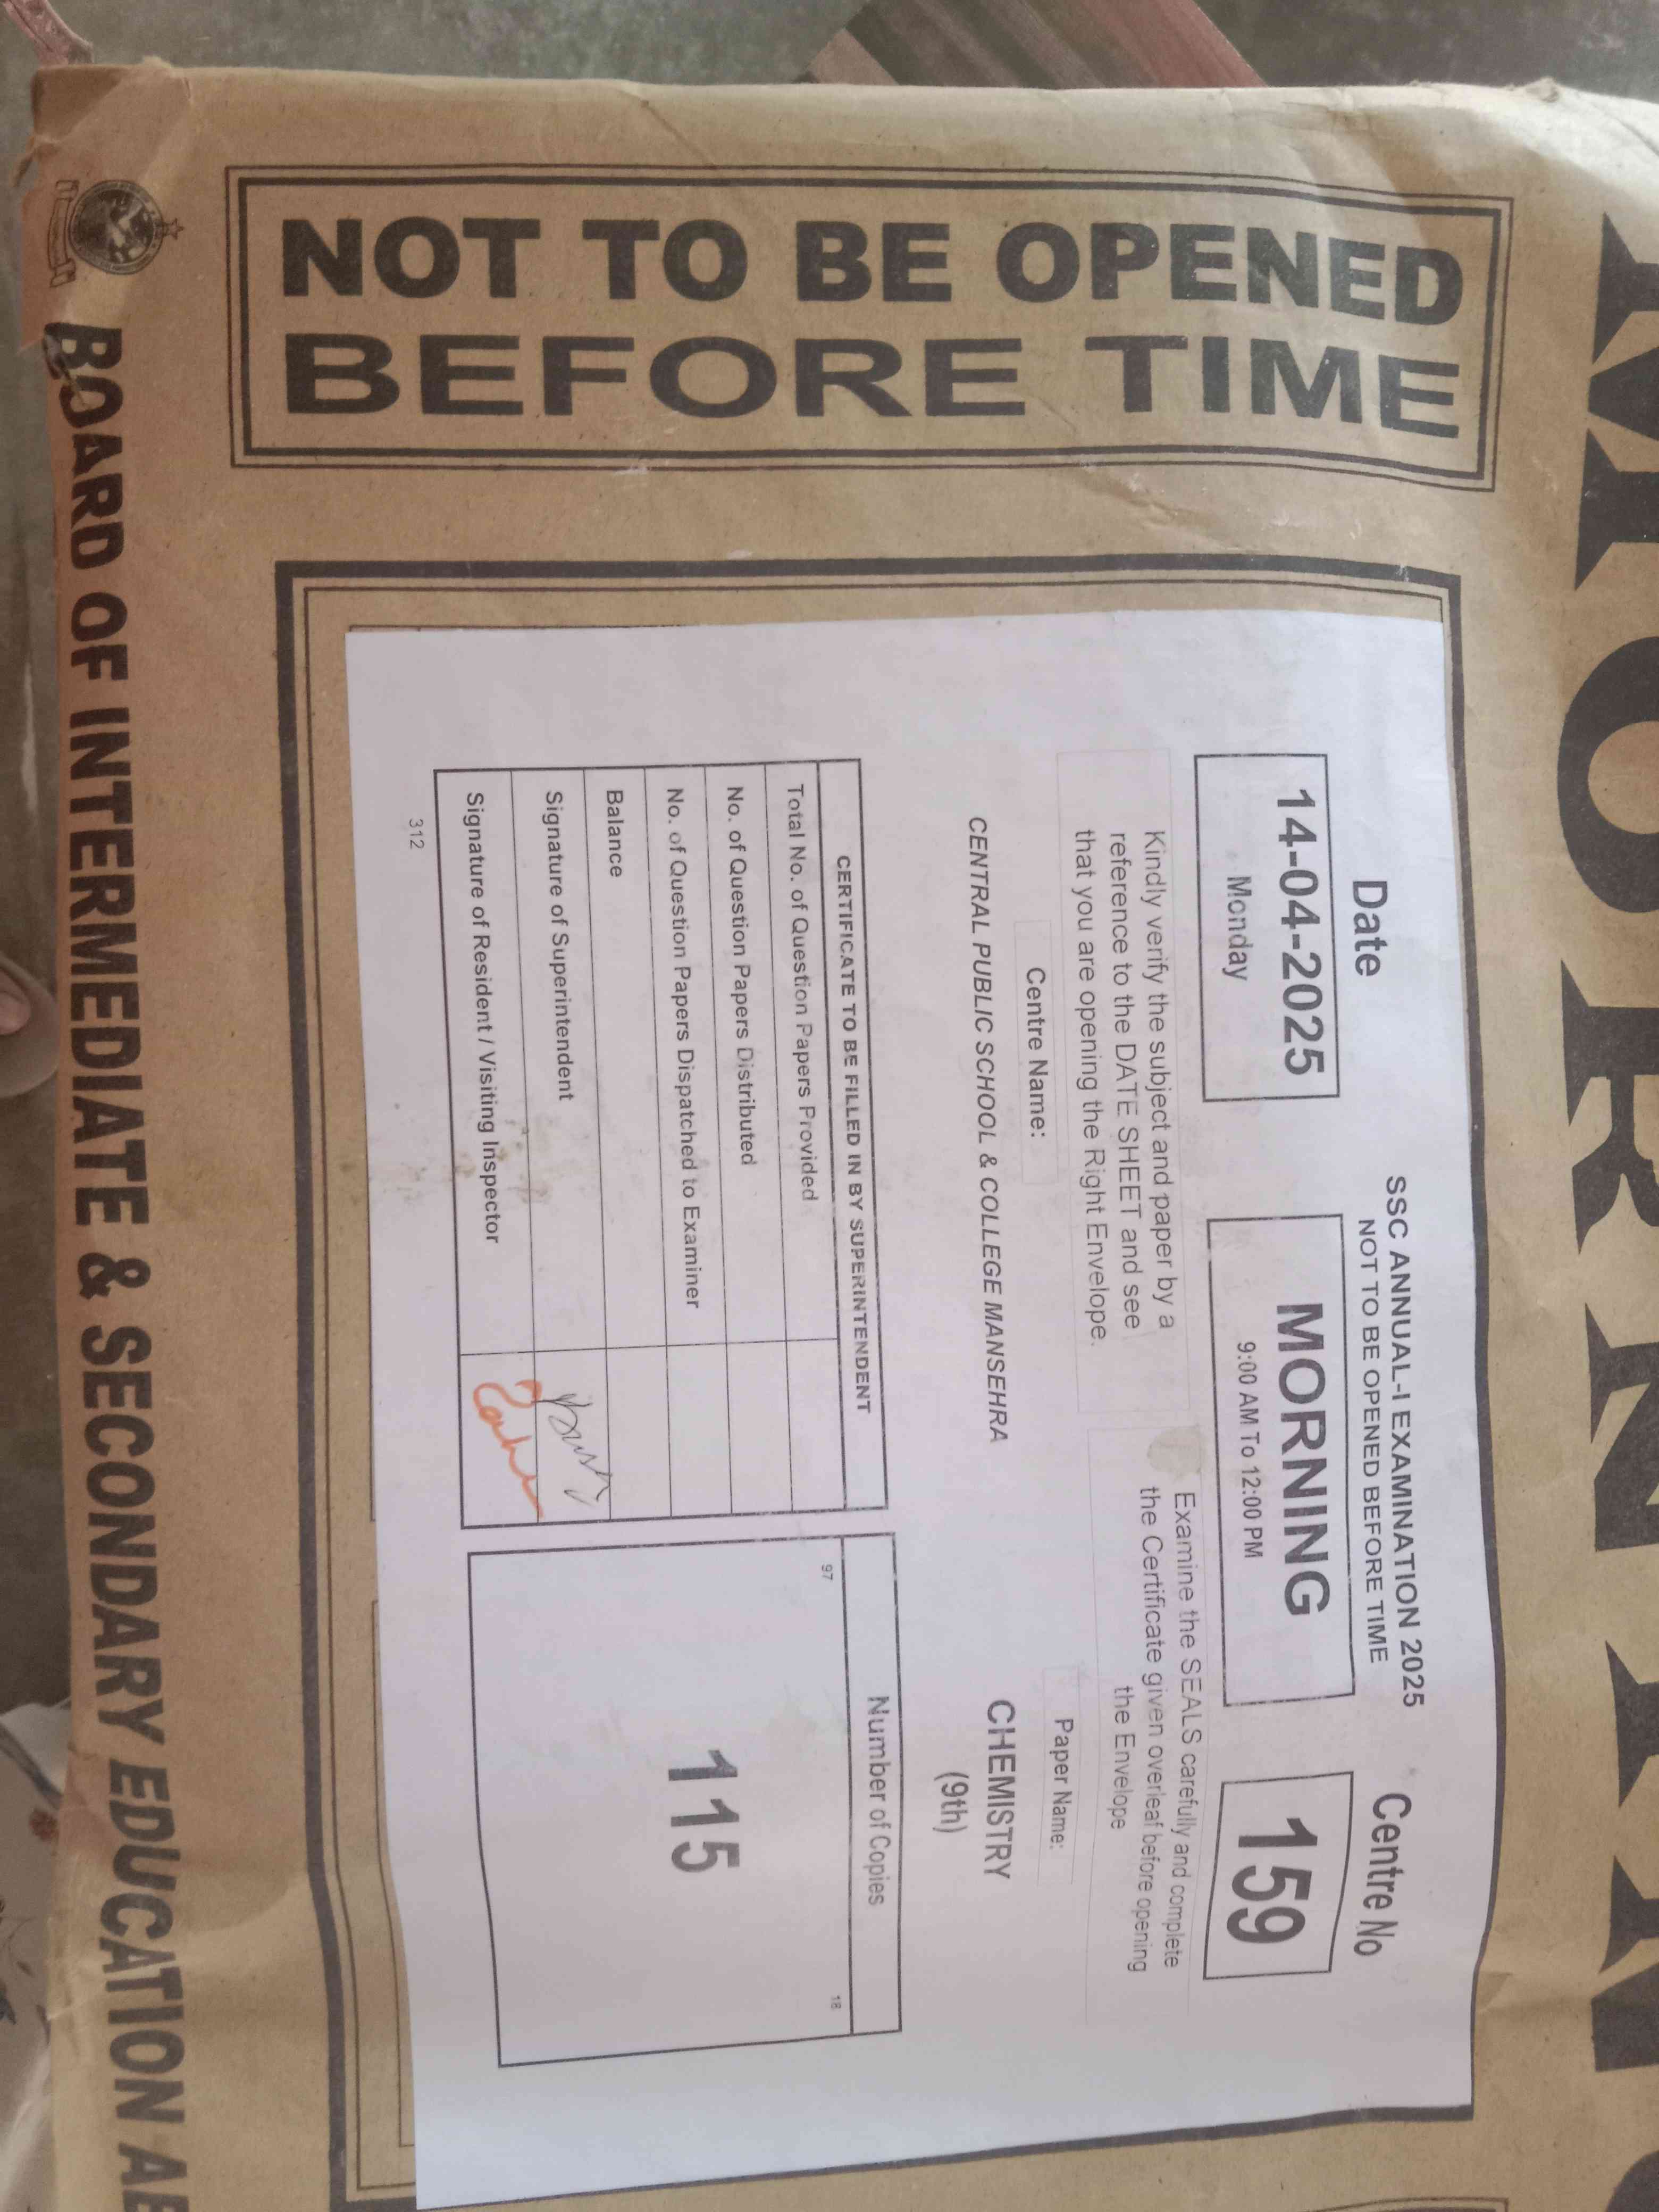 MORNING
NOT TO BE OPENED
BEFORE TIME
SSC ANNUAL-I EXAMINATION 2025
NOT TO BE OPENED BEFORE TIME
Date
Centre No
14-04-2025
Monday
MORNING
9:00 AM To 12:00 PM
159
Kindly verify the subject and paper by a
reference to the DATE SHEET and see
that you are opening the Right Envelope.
Examine the SEALS carefully and complete
the Certificate given overleaf before opening
the Envelope
Centre Name:
Paper Name:
CENTRAL PUBLIC SCHOOL & COLLEGE MANSEHRA
CHEMISTRY
(9th)
CERTIFICATE TO BE FILLED IN BY SUPERINTENDENT
Total No. of Question Papers Provided
No. of Question Papers Distributed
No. of Question Papers Dispatched to Examiner
Balance
Signature of Superintendent
Signature of Resident / Visiting Inspector
312
Number of Copies
97
18
115
BOARD OF INTERMEDIATE & SECONDARY EDUCATION